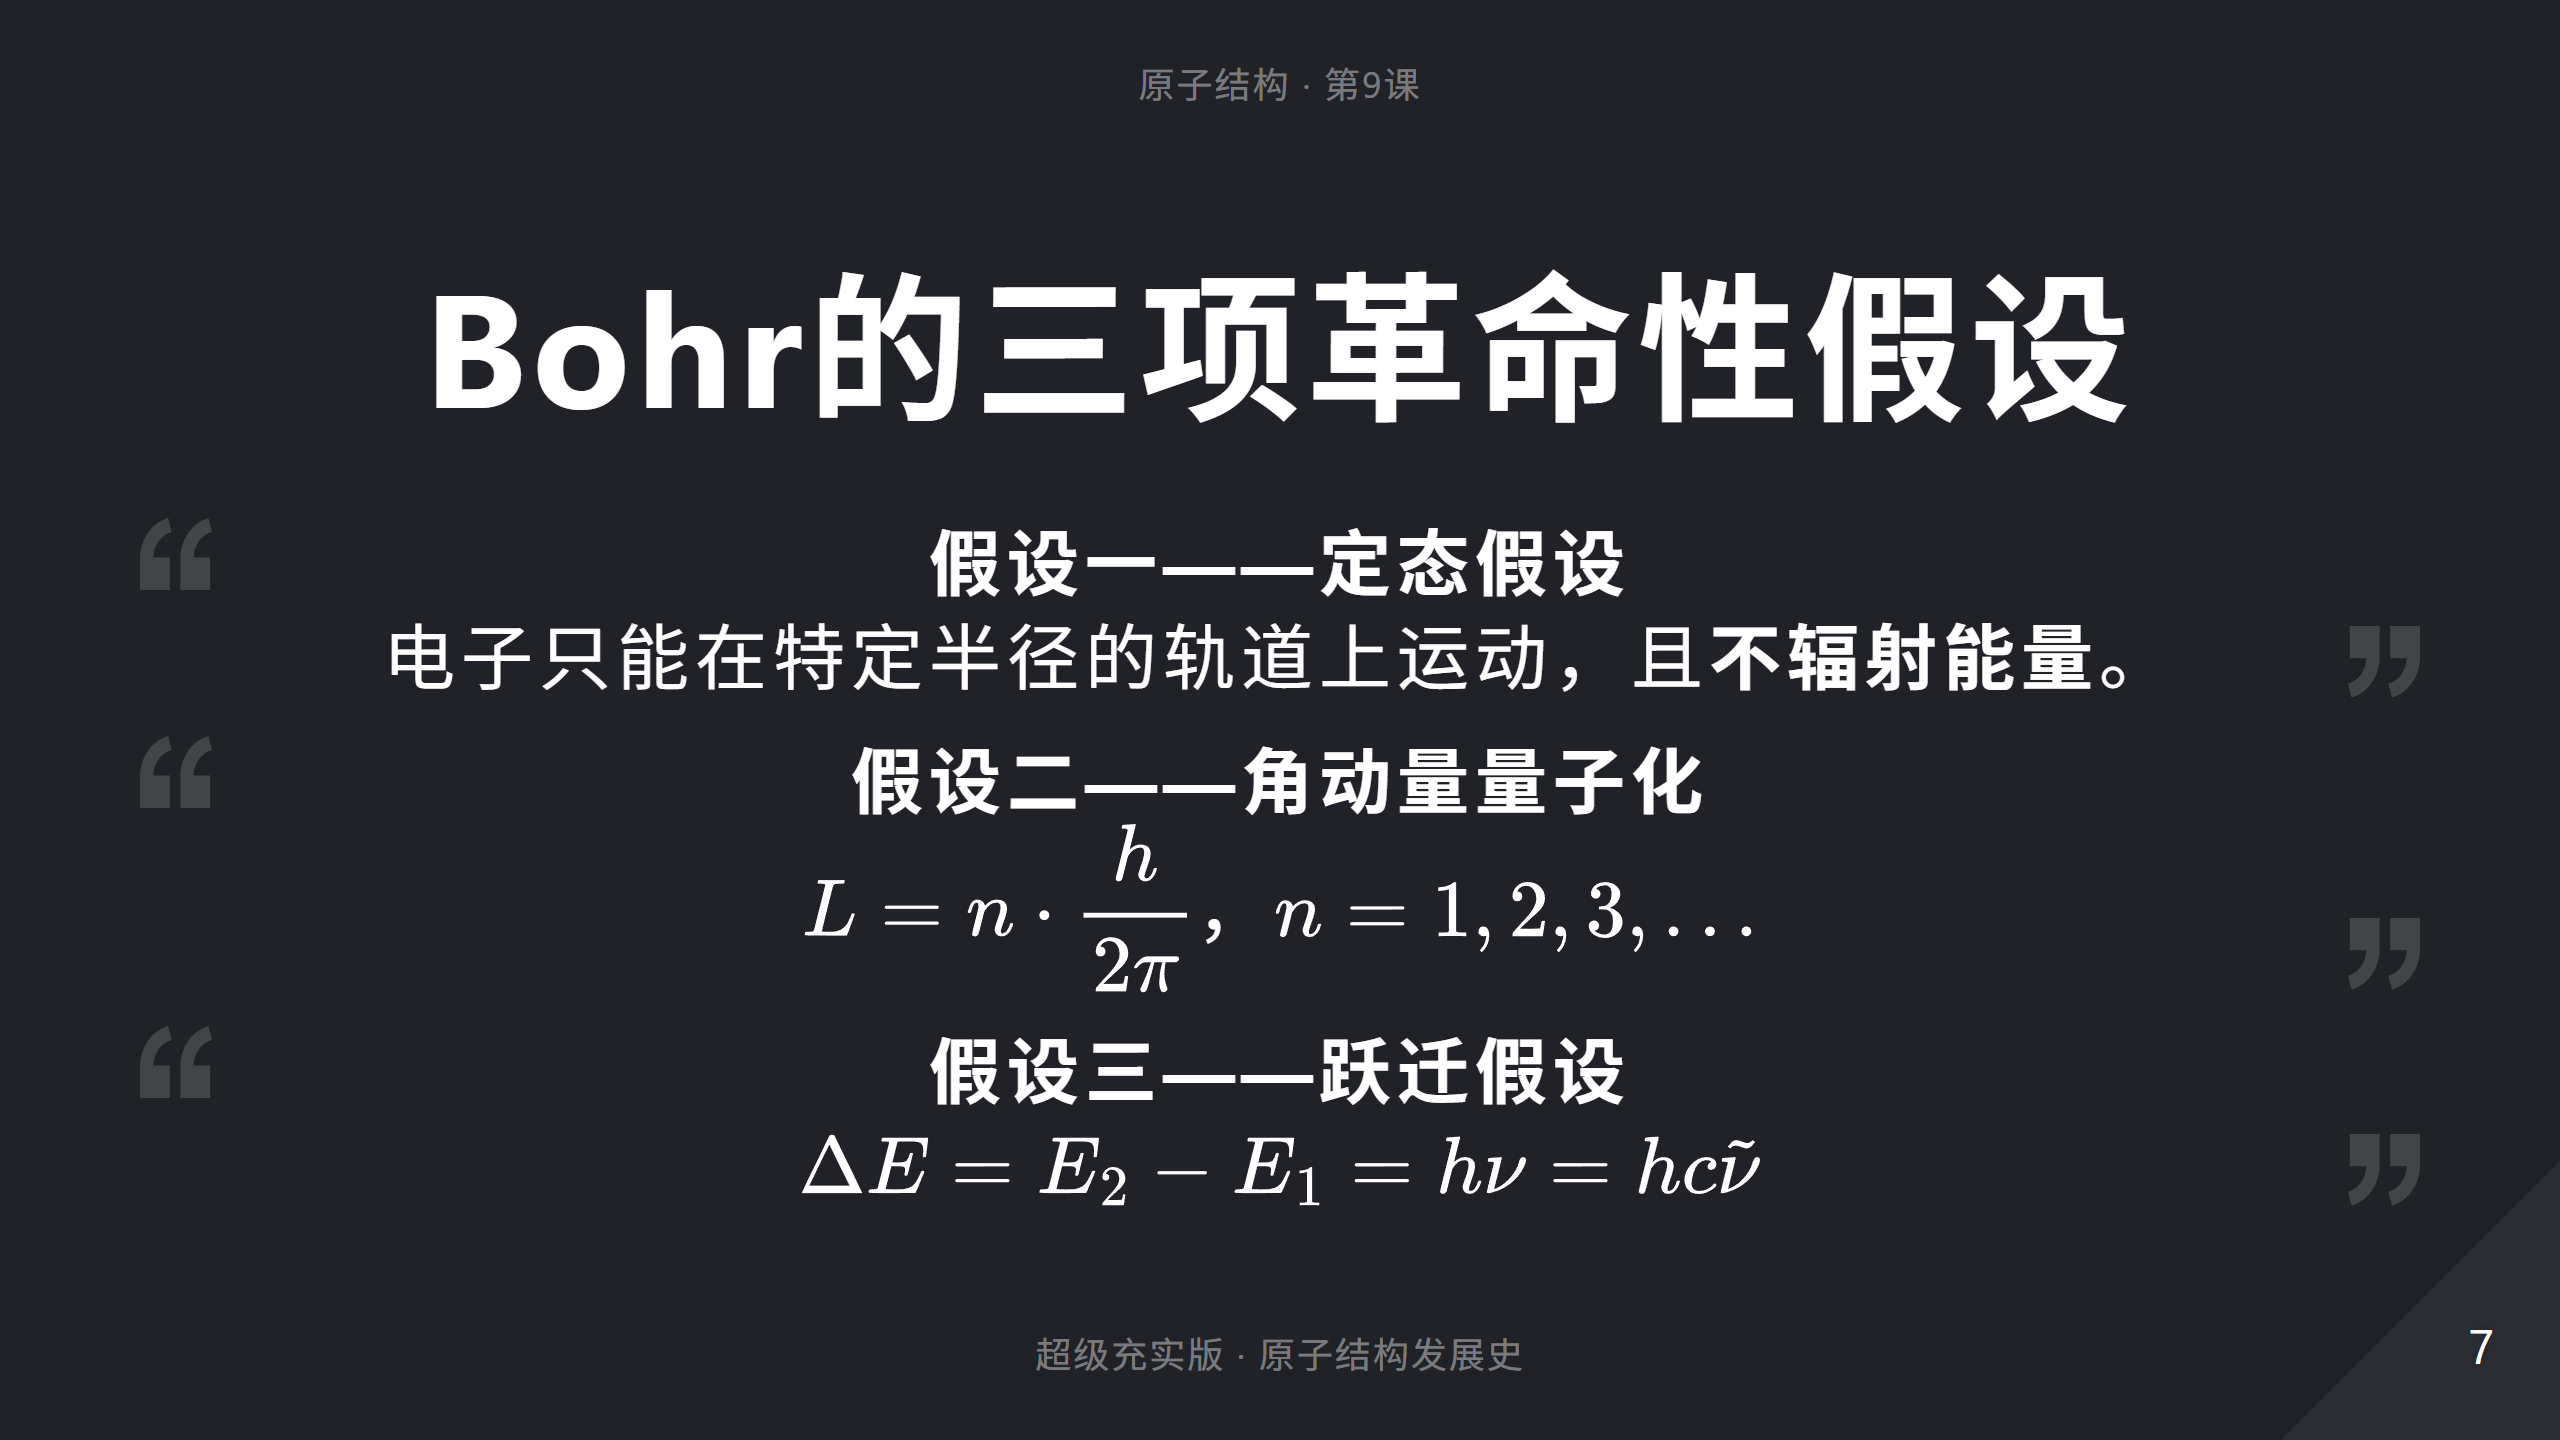 原子结构 · 第9课
Bohr的三项革命性假设
“
假设一——定态假设
电子只能在特定半径的轨道上运动，且不辐射能量。
”
“
假设二——角动量量子化
L = n · h/2π，n = 1, 2, 3, …
”
“
假设三——跃迁假设
ΔE = E₂ − E₁ = hν = hcν̃
”
超级充实版 · 原子结构发展史
7